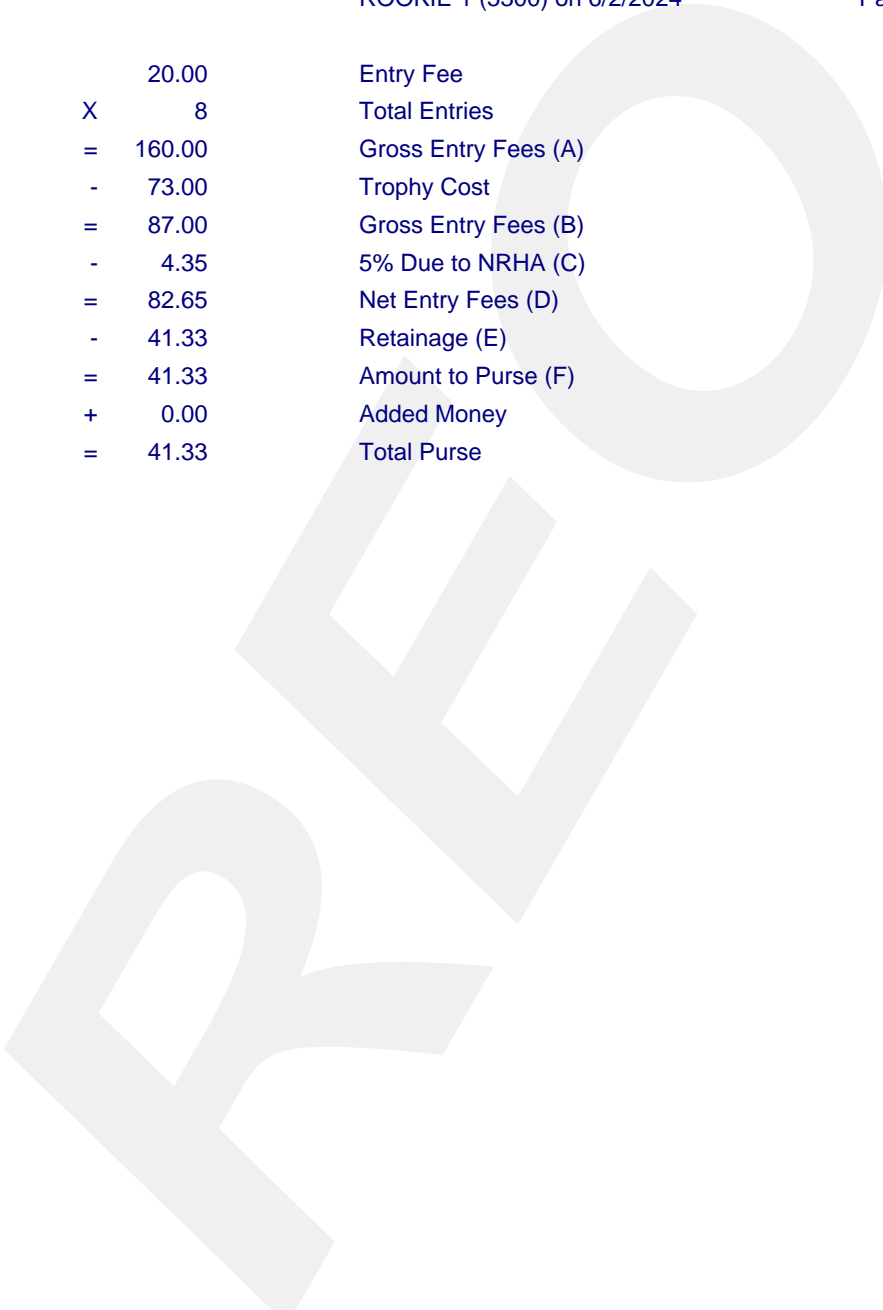 20.00 Entry Fee
X 8 Total Entries
= 160.00 Gross Entry Fees (A)
- 73.00 Trophy Cost
= 87.00 Gross Entry Fees (B)
- 4.35 5% Due to NRHA (C)
= 82.65 Net Entry Fees (D)
- 41.33 Retainage (E)
= 41.33 Amount to Purse (F)
+ 0.00 Added Money
= 41.33 Total Purse
REO